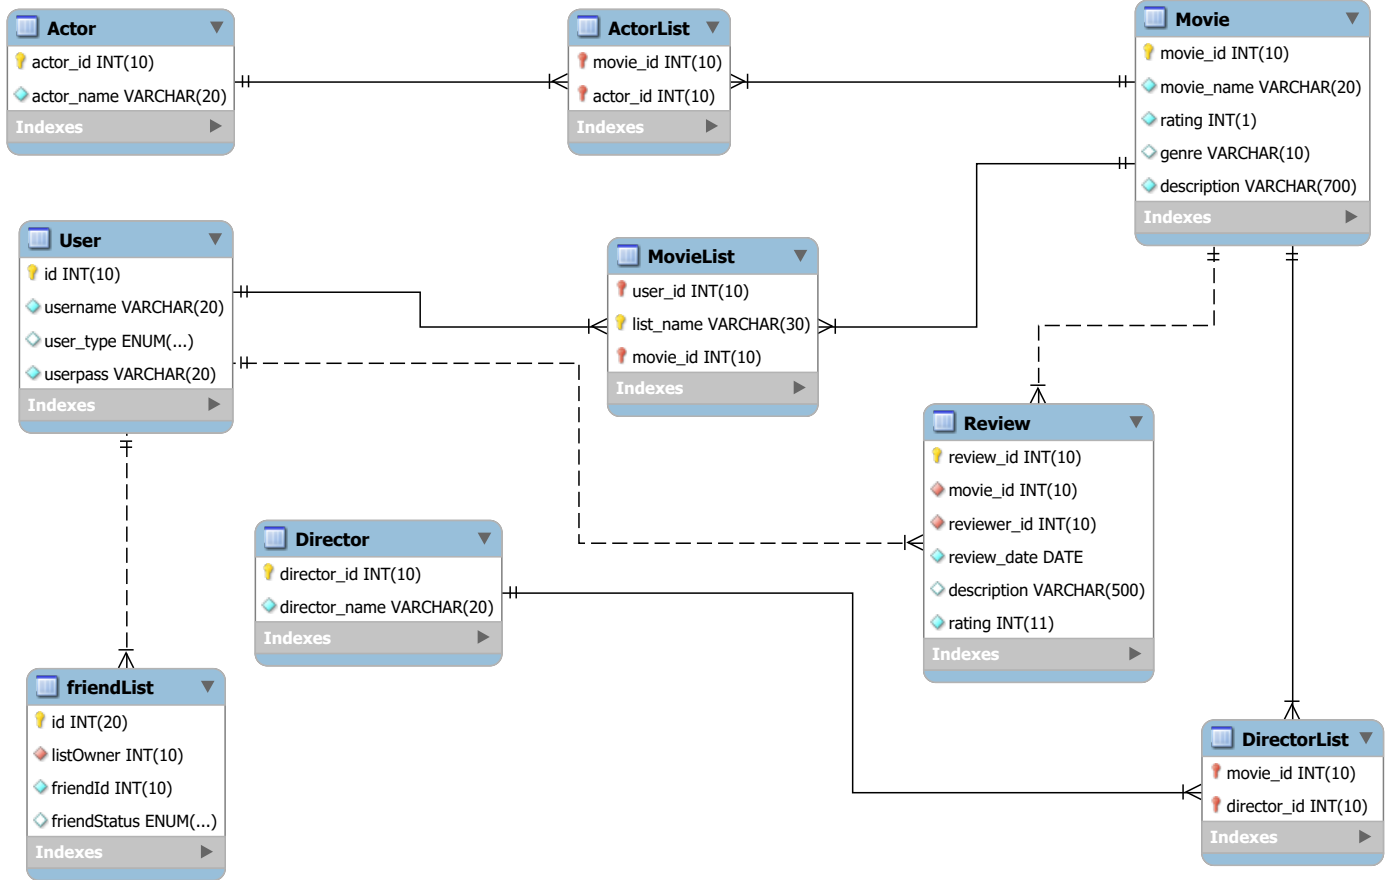 Actor
actor_id INT(10)
actor_name VARCHAR(20)
Indexes
ActorList
movie_id INT(10)
actor_id INT(10)
Indexes
Movie
movie_id INT(10)
movie_name VARCHAR(20)
rating INT(1)
genre VARCHAR(10)
description VARCHAR(700)
Indexes
User
id INT(10)
username VARCHAR(20)
user_type ENUM(...)
userpass VARCHAR(20)
Indexes
MovieList
user_id INT(10)
list_name VARCHAR(30)
movie_id INT(10)
Indexes
Review
review_id INT(10)
movie_id INT(10)
reviewer_id INT(10)
review_date DATE
description VARCHAR(500)
rating INT(11)
Indexes
Director
director_id INT(10)
director_name VARCHAR(20)
Indexes
friendList
id INT(20)
listOwner INT(10)
friendId INT(10)
friendStatus ENUM(...)
Indexes
DirectorList
movie_id INT(10)
director_id INT(10)
Indexes